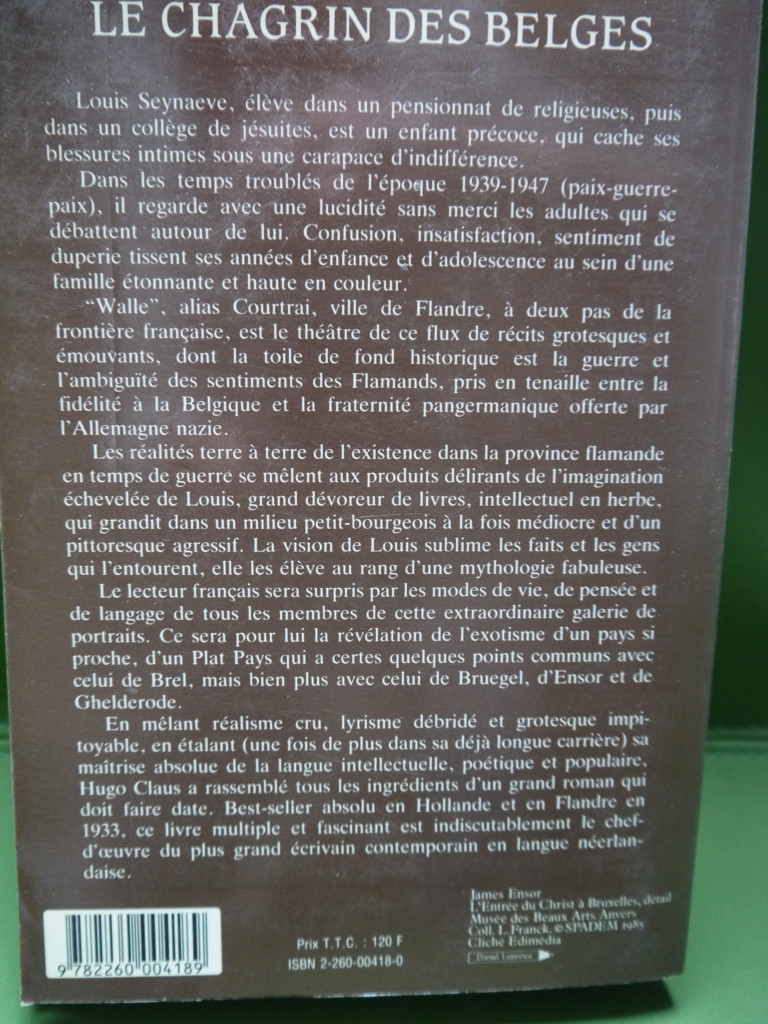 LE CHAGRIN DES BELGES
Louis Seynaeve, élève dans un pensionnat de religieuses, puis
dans un collège de jésuites, est un enfant précoce, qui cache ses
blessures intimes sous une carapace d'indifférence.
Dans les temps troublés de l'époque 1939-1947 (paix-guerre-
paix), il regarde avec une lucidité sans merci les adultes qui se
débattent autour de lui. Confusion, insatisfaction, sentiment de
duperie tissent ses années d'enfance et d'adolescence au sein d'une
famille étonnante et haute en couleur.
“Walle”, alias Courtrai, ville de Flandre, à deux pas de la
frontière française, est le théâtre de ce flux de récits grotesques et
émouvants, dont la toile de fond historique est la guerre et
l'ambiguïté des sentiments des Flamands, pris en tenaille entre la
fidélité à la Belgique et la fraternité pangermanique offerte par
l'Allemagne nazie.
Les réalités terre à terre de l'existence dans la province flamande
en temps de guerre se mêlent aux produits délirants de l'imagination
échevelée de Louis, grand dévoreur de livres, intellectuel en herbe,
qui grandit dans un milieu petit-bourgeois à la fois médiocre et d'un
pittoresque agressif. La vision de Louis sublime les faits et les gens
qui l'entourent, elle les élève au rang d'une mythologie fabuleuse.
Le lecteur français sera surpris par les modes de vie, de pensée et
de langage de tous les membres de cette extraordinaire galerie de
portraits. Ce sera pour lui la révélation de l'exotisme d'un pays si
proche, d'un Plat Pays qui a certes quelques points communs avec
celui de Brel, mais bien plus avec celui de Bruegel, d'Ensor et de
Ghelderode.
En mêlant réalisme cru, lyrisme débridé et grotesque impi-
toyable, en étalant (une fois de plus dans sa déjà longue carrière) sa
maîtrise absolue de la langue intellectuelle, poétique et populaire,
Hugo Claus a rassemblé tous les ingrédients d'un grand roman qui
doit faire date. Best-seller absolu en Hollande et en Flandre en
1933, ce livre multiple et fascinant est indiscutablement le chef-
d'œuvre du plus grand écrivain contemporain en langue néerlan-
daise.
James Ensor
L'Entrée du Christ à Bruxelles, détail
Musée des Beaux Arts, Anvers
Coll. L. Franck. © SPADEM 1985
Cliché Edimédia
Daniel Leprince
Prix T.T.C. : 120 F
ISBN 2-260-00418-0
9 782260 004189